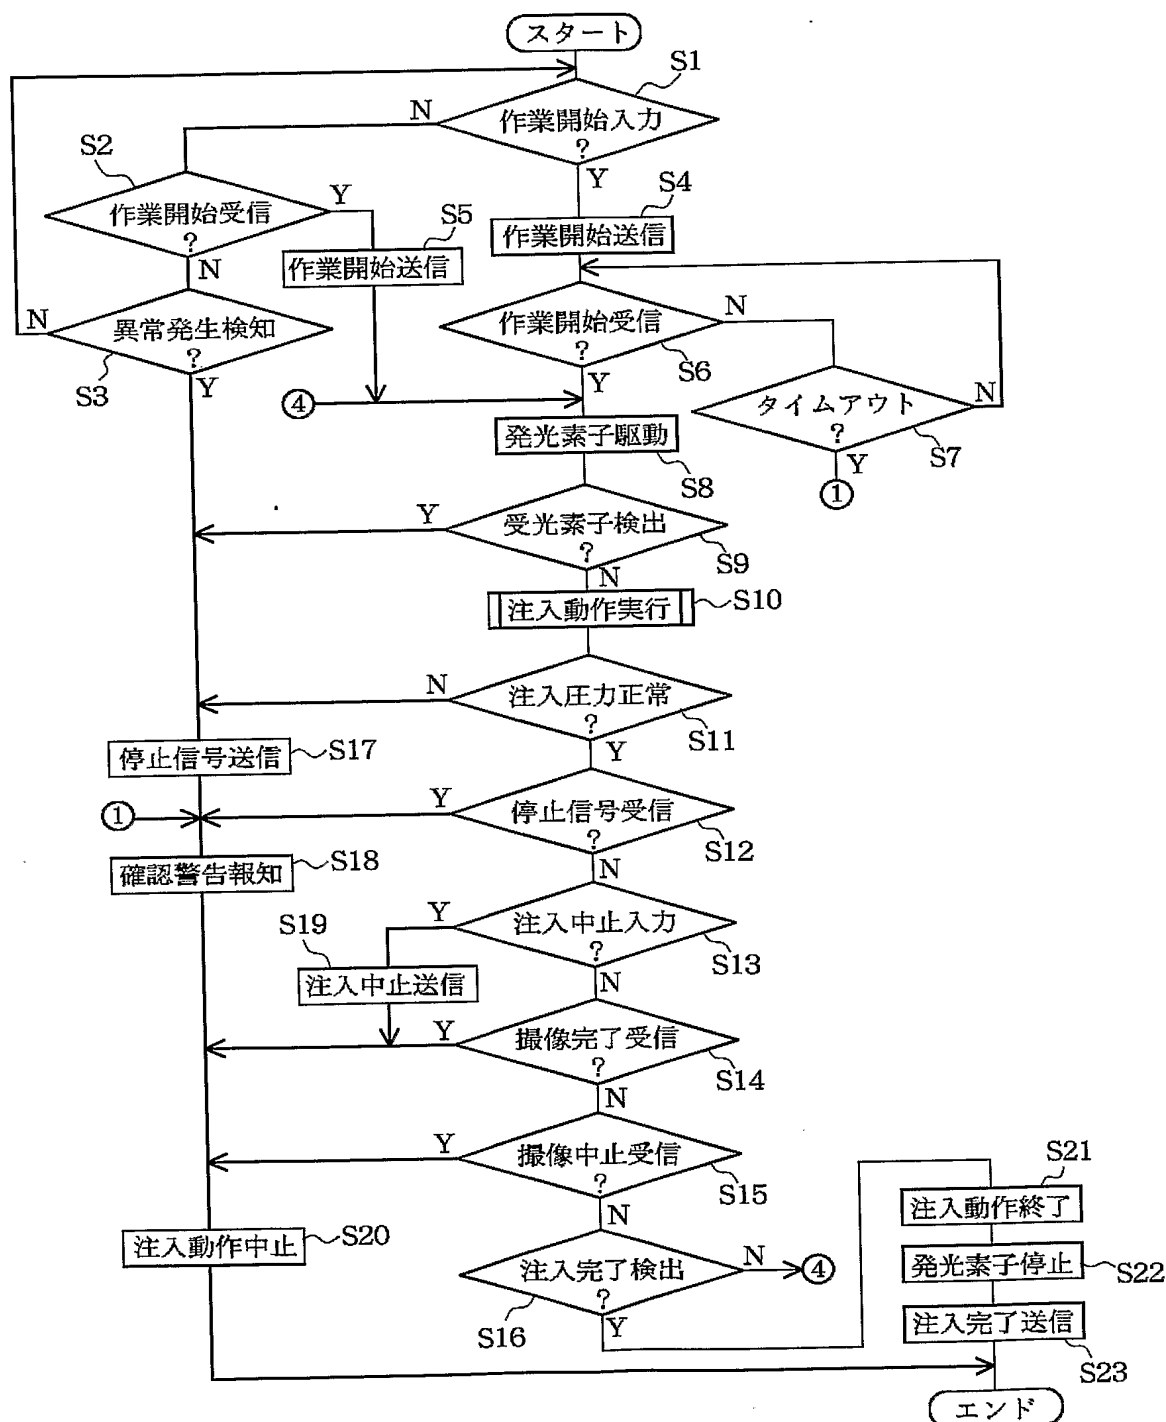 スタート
S1
N
作業開始入力
?
Y
S2
作業開始受信
?
Y
N
S4
作業開始送信
S5
作業開始送信
N
異常発生検知
?
S3
Y
作業開始受信
?
N
S6
Y
タイムアウト
?
N
S7
Y
①
④
発光素子駆動
S8
Y
受光素子検出
?
S9
N
注入動作実行
S10
N
注入圧力正常
?
S11
Y
停止信号送信
S17
①
Y
停止信号受信
?
S12
N
確認警告報知
S18
Y
注入中止入力
?
S13
N
S19
注入中止送信
Y
撮像完了受信
?
S14
N
Y
撮像中止受信
?
S15
N
注入動作中止
S20
注入完了検出
?
N
④
S16
Y
S21
注入動作終了
発光素子停止
S22
注入完了送信
S23
エンド